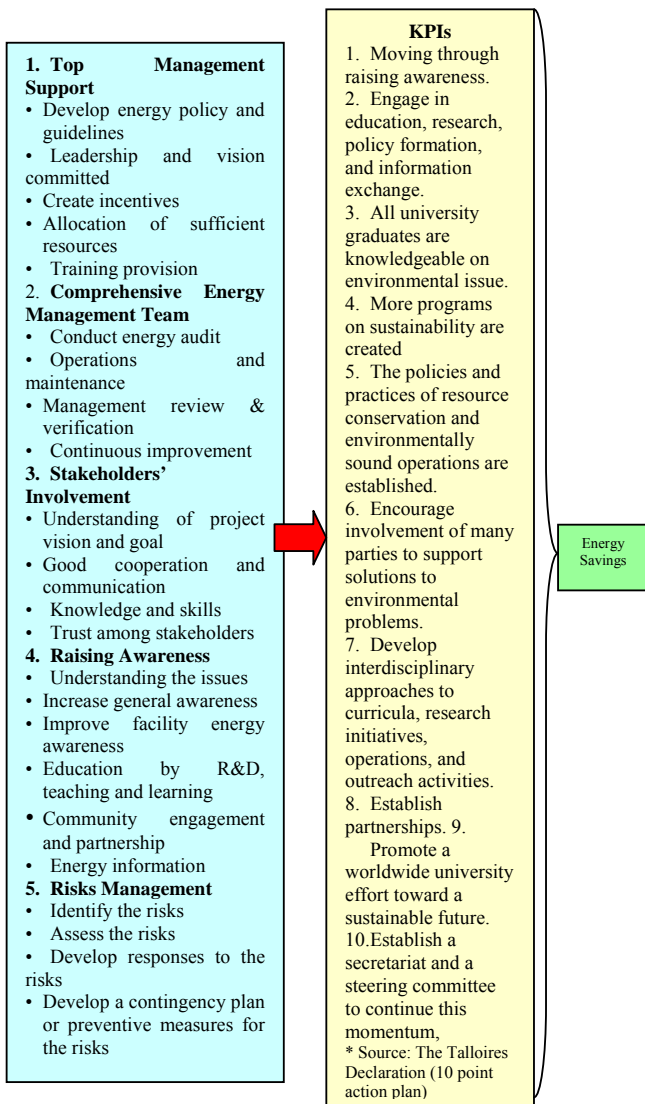 1. Top Management
Support
• Develop energy policy and
guidelines
• Leadership and vision
committed
• Create incentives
• Allocation of sufficient
resources
• Training provision
2. Comprehensive Energy
Management Team
• Conduct energy audit
• Operations and
maintenance
• Management review &
verification
• Continuous improvement
3. Stakeholders’
Involvement
• Understanding of project
vision and goal
• Good cooperation and
communication
• Knowledge and skills
• Trust among stakeholders
4. Raising Awareness
• Understanding the issues
• Increase general awareness
• Improve facility energy
awareness
• Education by R&D,
teaching and learning
• Community engagement
and partnership
• Energy information
5. Risks Management
• Identify the risks
• Assess the risks
• Develop responses to the
risks
• Develop a contingency plan
or preventive measures for
the risks
KPIs
1. Moving through
raising awareness.
2. Engage in
education, research,
policy formation,
and information
exchange.
3. All university
graduates are
knowledgeable on
environmental issue.
4. More programs
on sustainability are
created
5. The policies and
practices of resource
conservation and
environmentally
sound operations are
established.
6. Encourage
involvement of many
parties to support
solutions to
environmental
problems.
7. Develop
interdisciplinary
approaches to
curricula, research
initiatives,
operations, and
outreach activities.
8. Establish
partnerships. 9.
Promote a
worldwide university
effort toward a
sustainable future.
10.Establish a
secretariat and a
steering committee
to continue this
momentum,
* Source: The Talloires
Declaration (10 point
action plan)
Energy
Savings